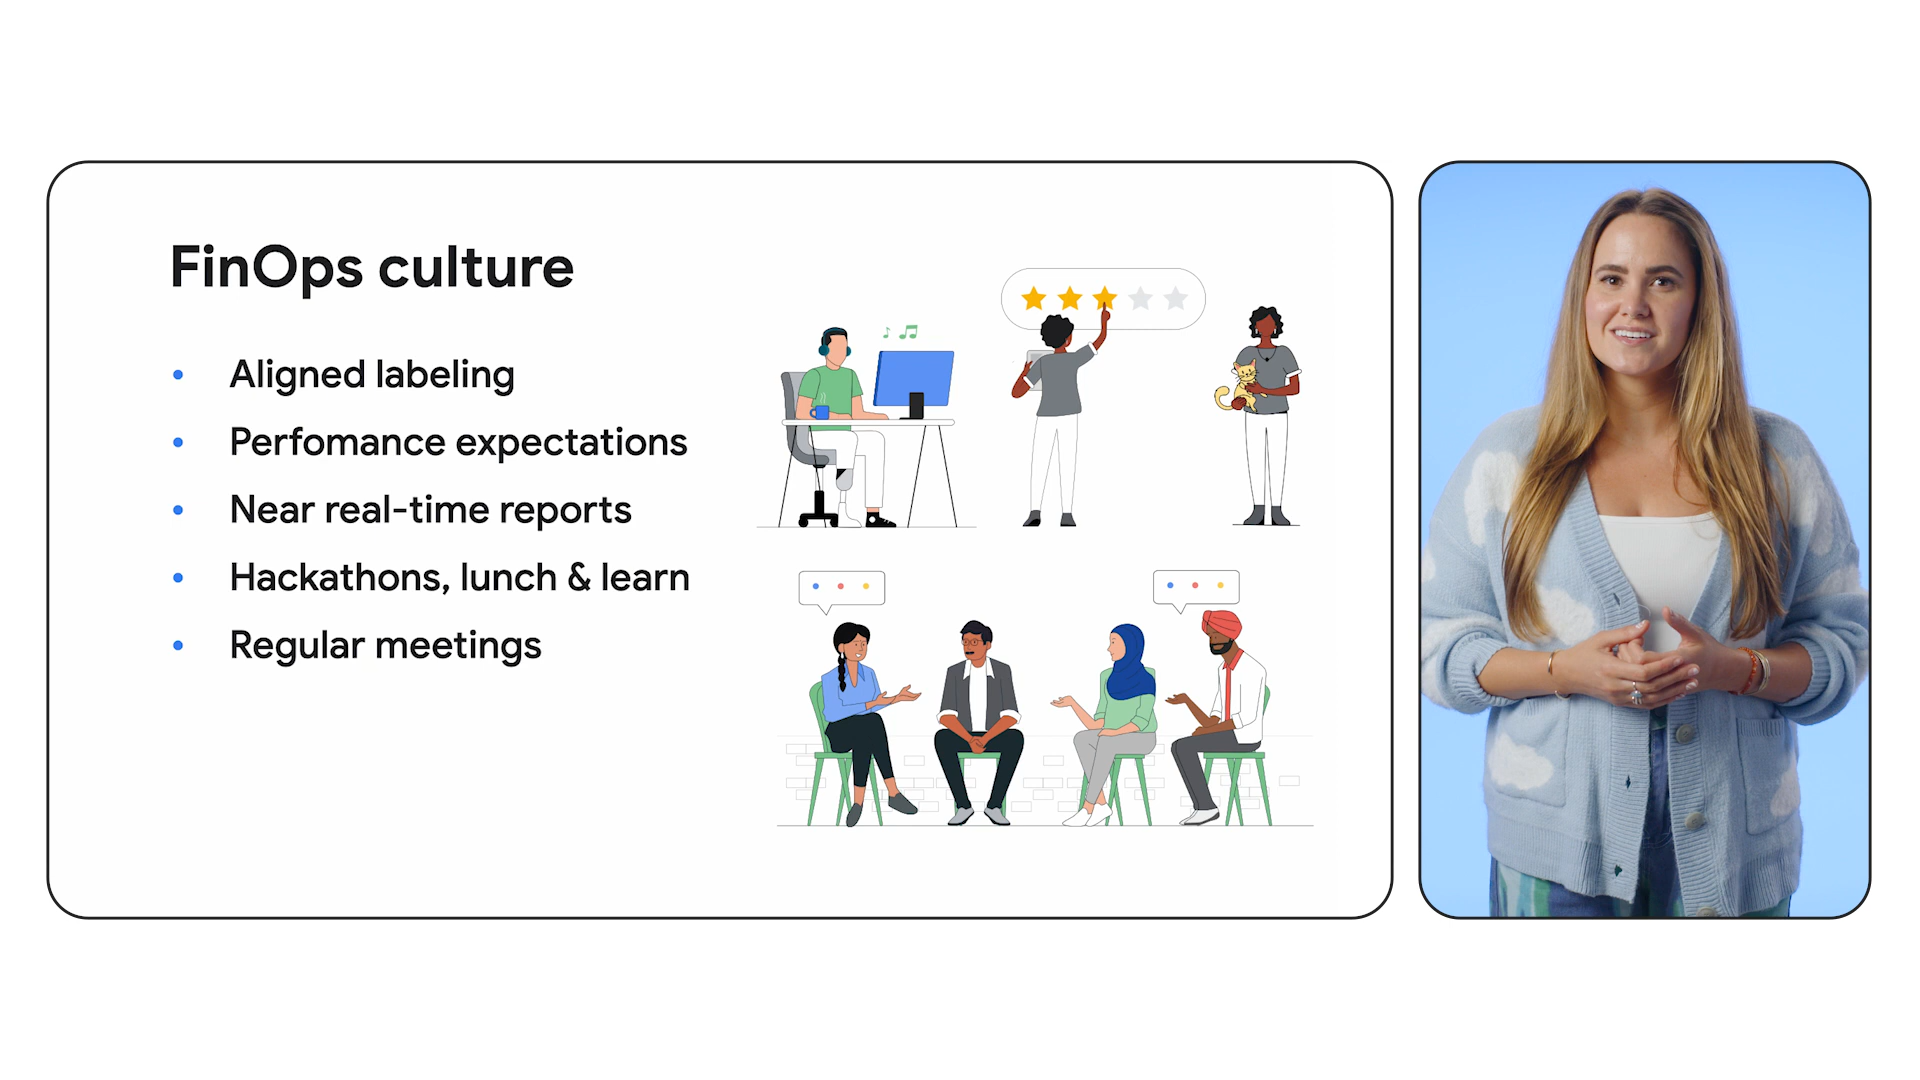 FinOps culture
• Aligned labeling
• Perfomance expectations
• Near real-time reports
• Hackathons, lunch & learn
• Regular meetings